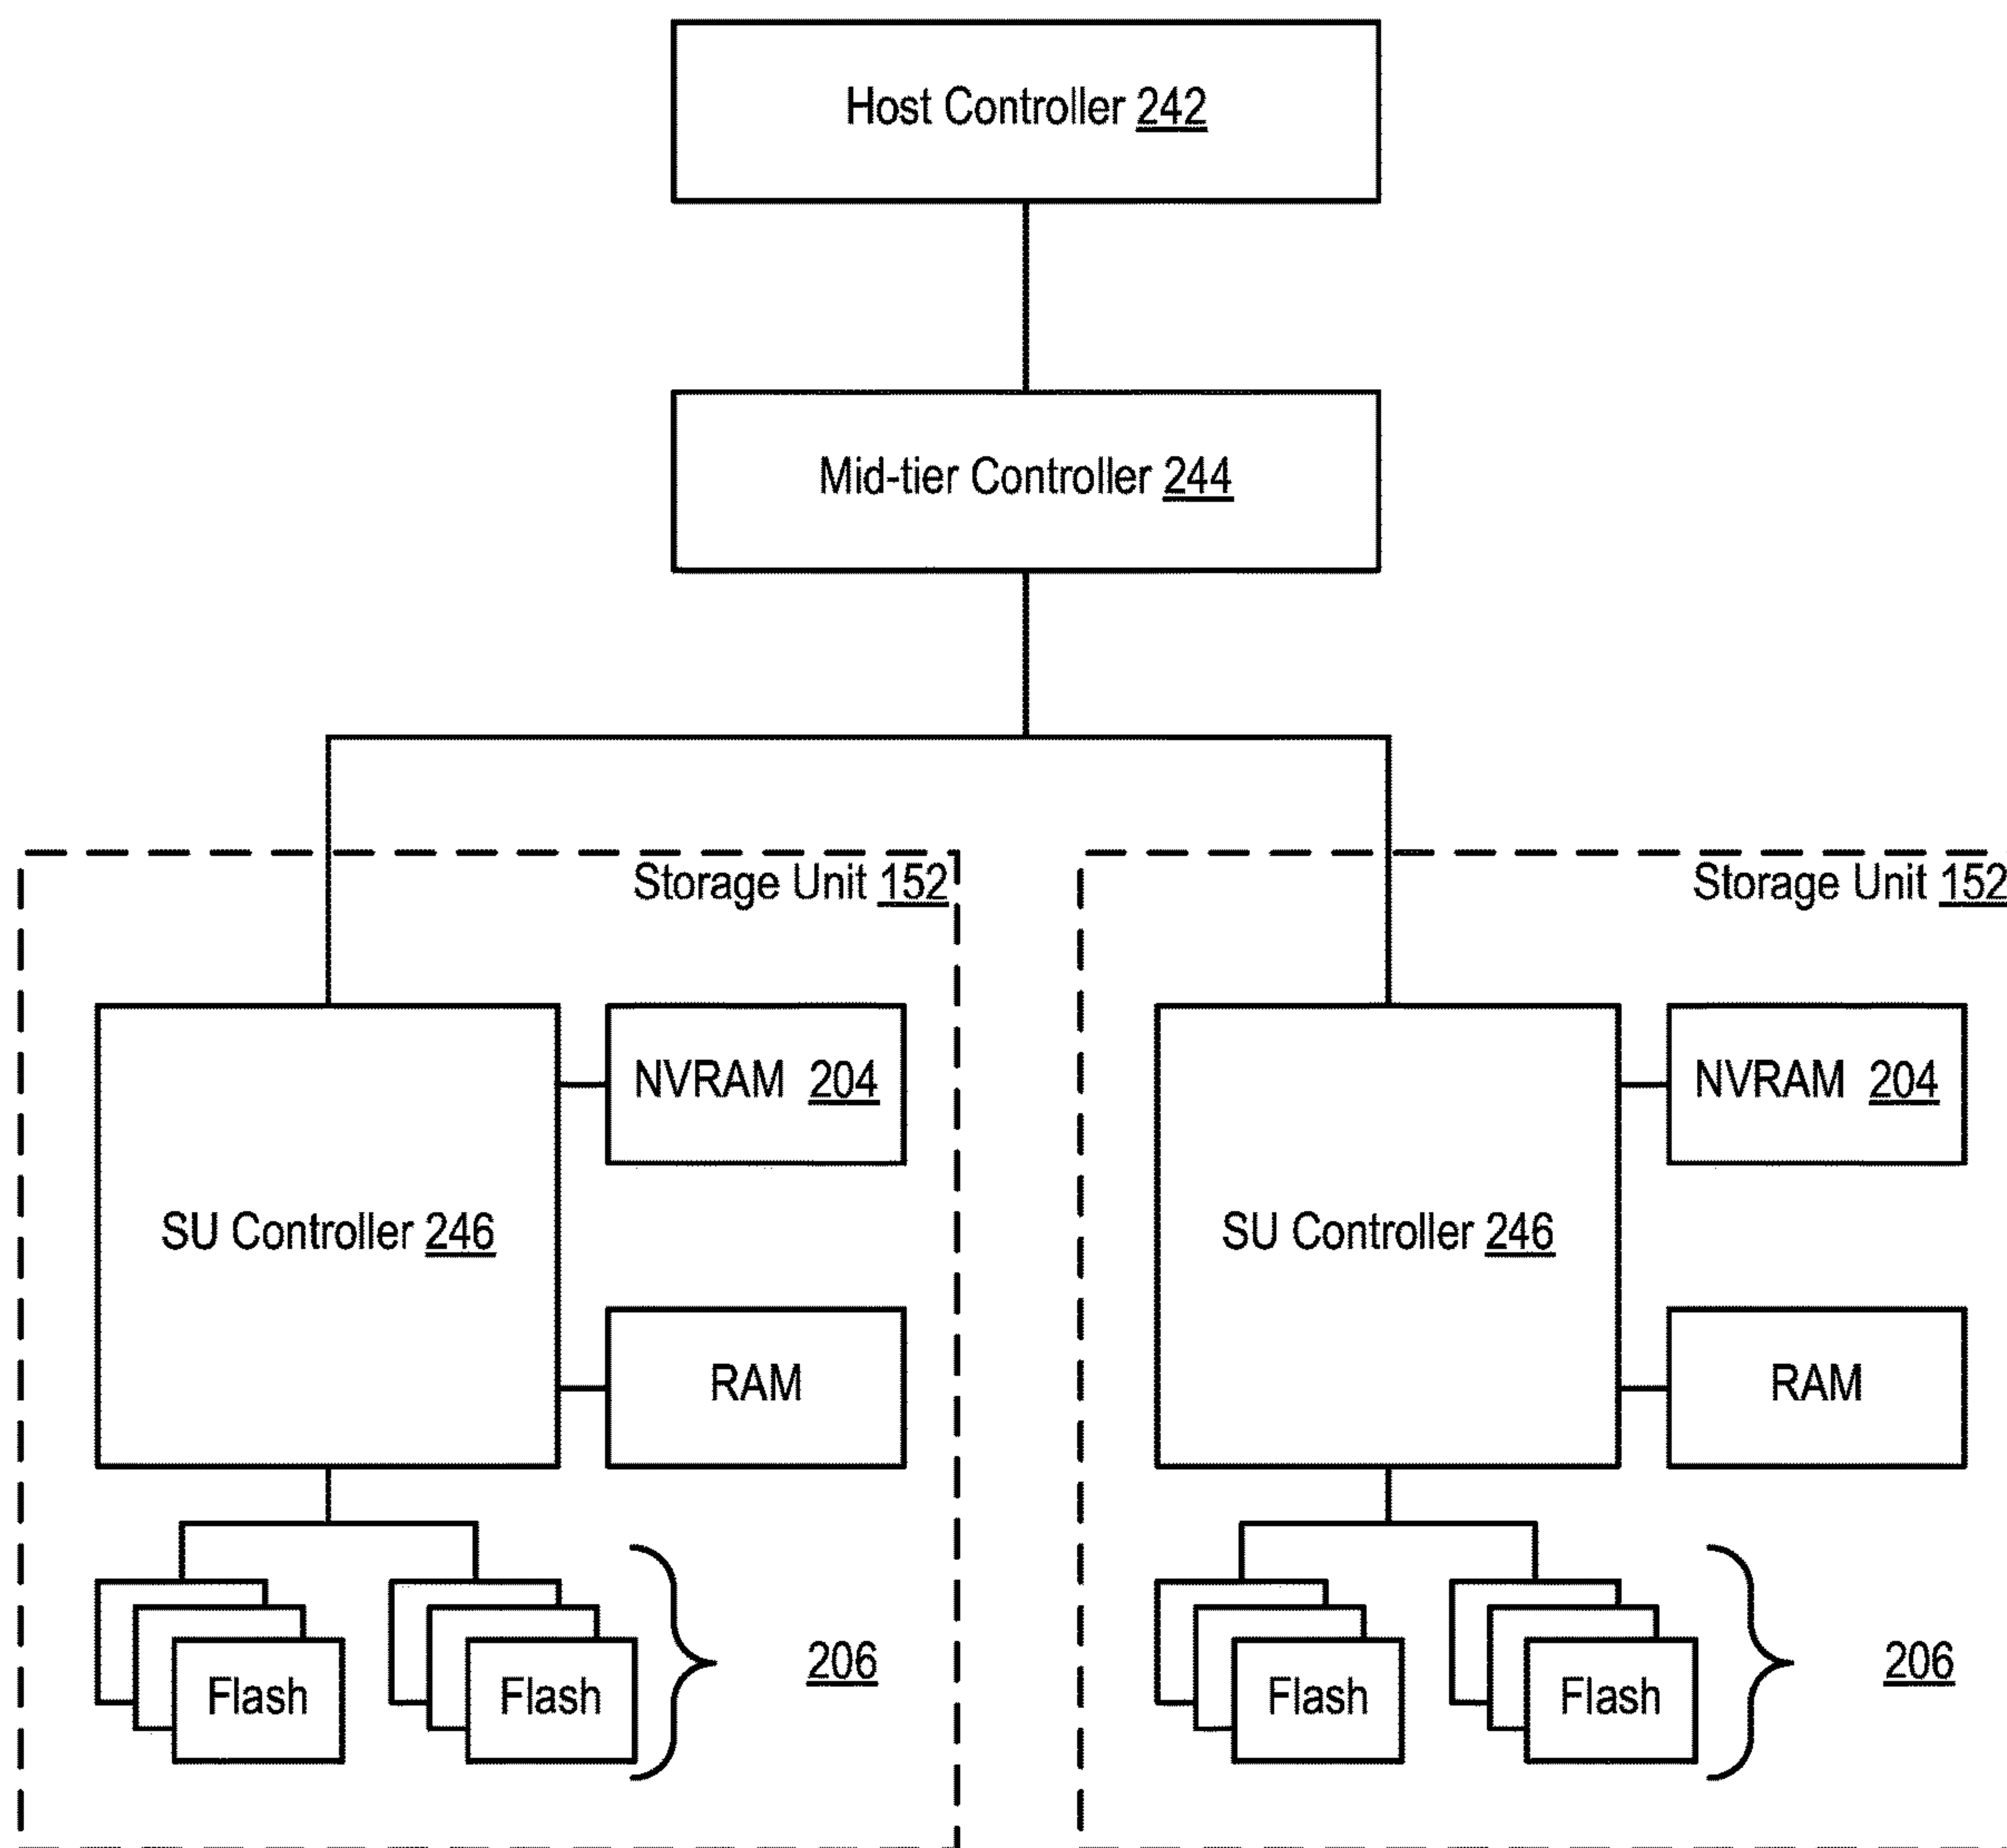 Host Controller 242
Mid-tier Controller 244
Storage Unit 152
Storage Unit 152
NVRAM 204
NVRAM 204
SU Controller 246
SU Controller 246
RAM
RAM
Flash
Flash
206
Flash
Flash
206